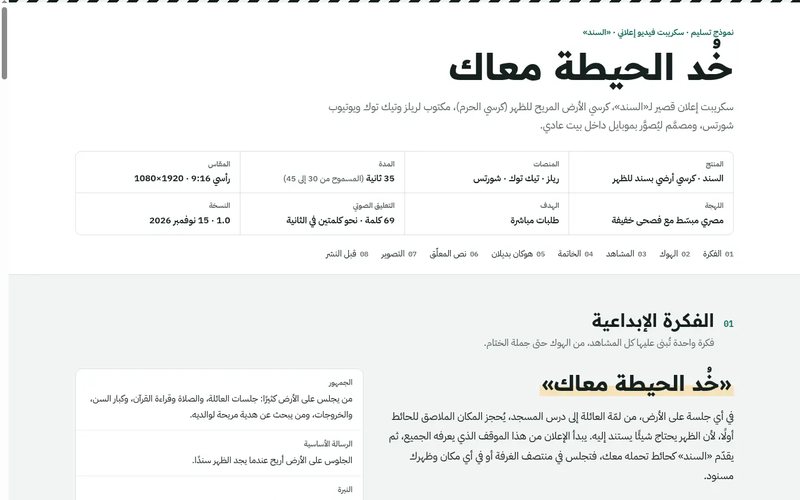 نموذج تسليم · سكريبت فيديو إعلاني · «السند»
خُد الحيطة معاك
سكريبت إعلان قصير لـ«السند»، كرسي الأرض المريح للظهر (كرسي الحرم)، مكتوب لريلز وتيك توك ويوتيوب
شورتس، ومصمَّم ليُصوَّر بموبايل داخل بيت عادي.
المنتج
السند · كرسي أرضي بسند للظهر
المنصات
ريلز · تيك توك · شورتس
المدة
35 ثانية (المسموح من 30 إلى 45)
المقاس
رأسي 9:16 · 1080×1920
اللهجة
مصري مبسّط مع فصحى خفيفة
الهدف
طلبات مباشرة
التعليق الصوتي
69 كلمة · نحو كلمتين في الثانية
النسخة
1.0 · 15 نوفمبر 2026
01 الفكرة 02 الهوك 03 المشاهد 04 الخاتمة 05 هوكان بديلان 06 نص المعلّق 07 التصوير 08 قبل النشر
01 الفكرة الإبداعية
فكرة واحدة تُبنى عليها كل المشاهد، من الهوك حتى جملة الختام.
«خُد الحيطة معاك»
في أي جلسة على الأرض، من لمّة العائلة إلى درس المسجد، يُحجز المكان الملاصق للحائط
أولًا، لأن الظهر يحتاج شيئًا يستند إليه. يبدأ الإعلان من هذا الموقف الذي يعرفه الجميع، ثم
يقدّم «السند» كحائط تحمله معك، فتجلس في منتصف الغرفة أو في أي مكان وظهرك
مسنود.
الجمهور
من يجلس على الأرض كثيرًا: جلسات العائلة، والصلاة وقراءة القرآن، وكبار السن،
والخروجات، ومن يبحث عن هدية مريحة لوالديه.
الرسالة الأساسية
الجلوس على الأرض أريح عندما يجد الظهر سندًا.
النبرة